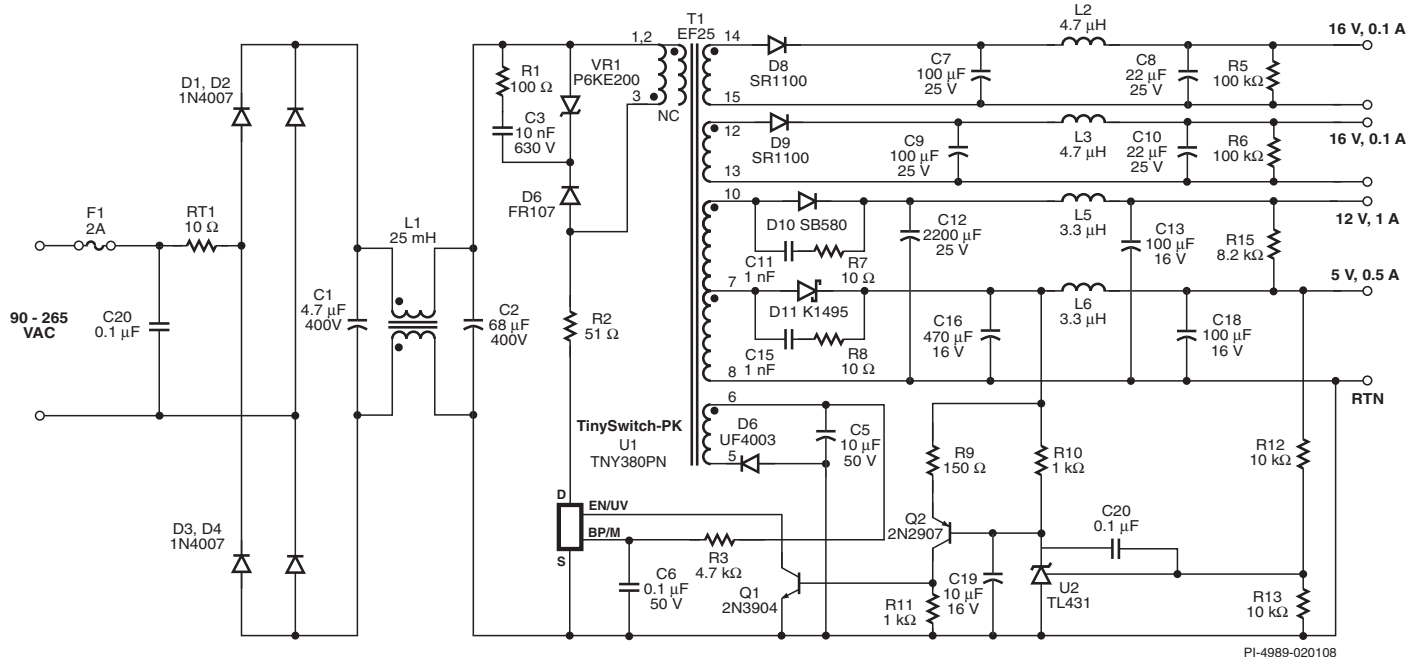 D1, D2
1N4007
F1
2A
RT1
10 Ω
90 - 265
VAC
C20
0.1 µF
D3, D4
1N4007
C1
4.7 µF
400V
L1
25 mH
C2
68 µF
400V
R1
100 Ω
C3
10 nF
630 V
VR1
P6KE200
D6
FR107
R2
51 Ω
T1
EF25
1,2
3
NC
14
15
12
13
10
7
8
6
5
D8
SR1100
C7
100 µF
25 V
L2
4.7 µH
C8
22 µF
25 V
R5
100 kΩ
16 V, 0.1 A
D9
SR1100
C9
100 µF
25 V
L3
4.7 µH
C10
22 µF
25 V
R6
100 kΩ
16 V, 0.1 A
D10 SB580
C11
1 nF
R7
10 Ω
C12
2200 µF
25 V
L5
3.3 µH
C13
100 µF
16 V
R15
8.2 kΩ
12 V, 1 A
D11 K1495
C15
1 nF
R8
10 Ω
C16
470 µF
16 V
L6
3.3 µH
C18
100 µF
16 V
5 V, 0.5 A
RTN
TinySwitch-PK
U1
TNY380PN
D6
UF4003
C5
10 µF
50 V
D
EN/UV
BP/M
S
R3
4.7 kΩ
C6
0.1 µF
50 V
Q1
2N3904
R9
150 Ω
R10
1 kΩ
Q2
2N2907
R11
1 kΩ
C19
10 µF
16 V
C20
0.1 µF
U2
TL431
R12
10 kΩ
R13
10 kΩ
PI-4989-020108